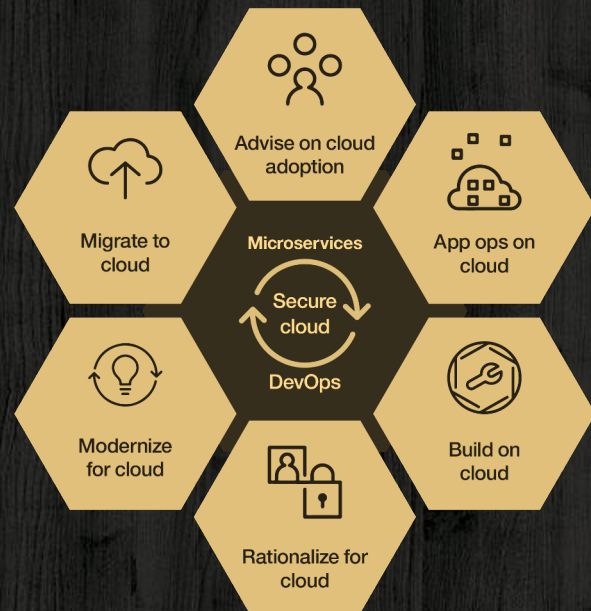 Advise on cloud
adoption
Migrate to
cloud
App ops on
cloud
Microservices
Secure
cloud
DevOps
Modernize
for cloud
Build on
cloud
Rationalize for
cloud